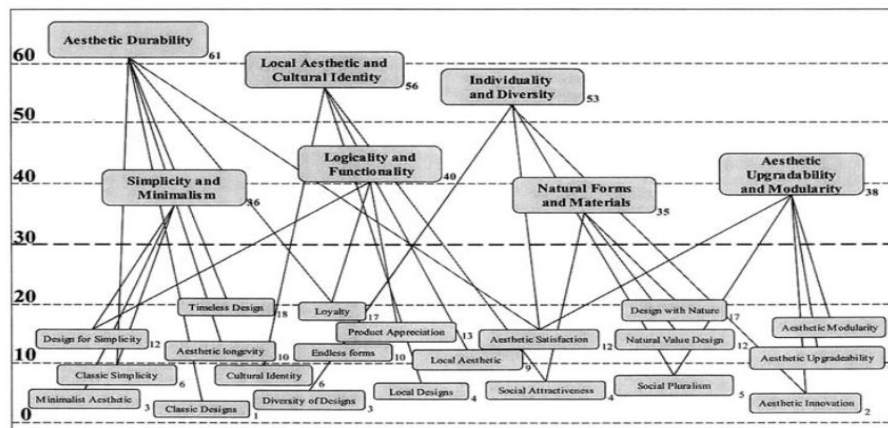 Aesthetic Durability
61
Local Aesthetic and
Cultural Identity
56
Individuality
and Diversity
53
60
50
Logicality and
Functionality
40
Aesthetic
Upgradability
and Modularity
38
40
Simplicity and
Minimalism
36
Natural Forms
and Materials
35
30
20
Timeless Design
18
Loyalty
17
Design with Nature
17
Design for Simplicity
12
Product Appreciation
13
Aesthetic Satisfaction
12
Natural Value Design
12
Aesthetic Modularity
Aesthetic longevity
10
Endless forms
10
Local Aesthetic
9
Aesthetic Upgradeability
10
Classic Simplicity
6
Cultural Identity
6
Social Attractiveness
4
Social Pluralism
5
Minimalist Aesthetic
3
Classic Designs
1
Diversity of Designs
3
Local Designs
4
Aesthetic Innovation
2
0